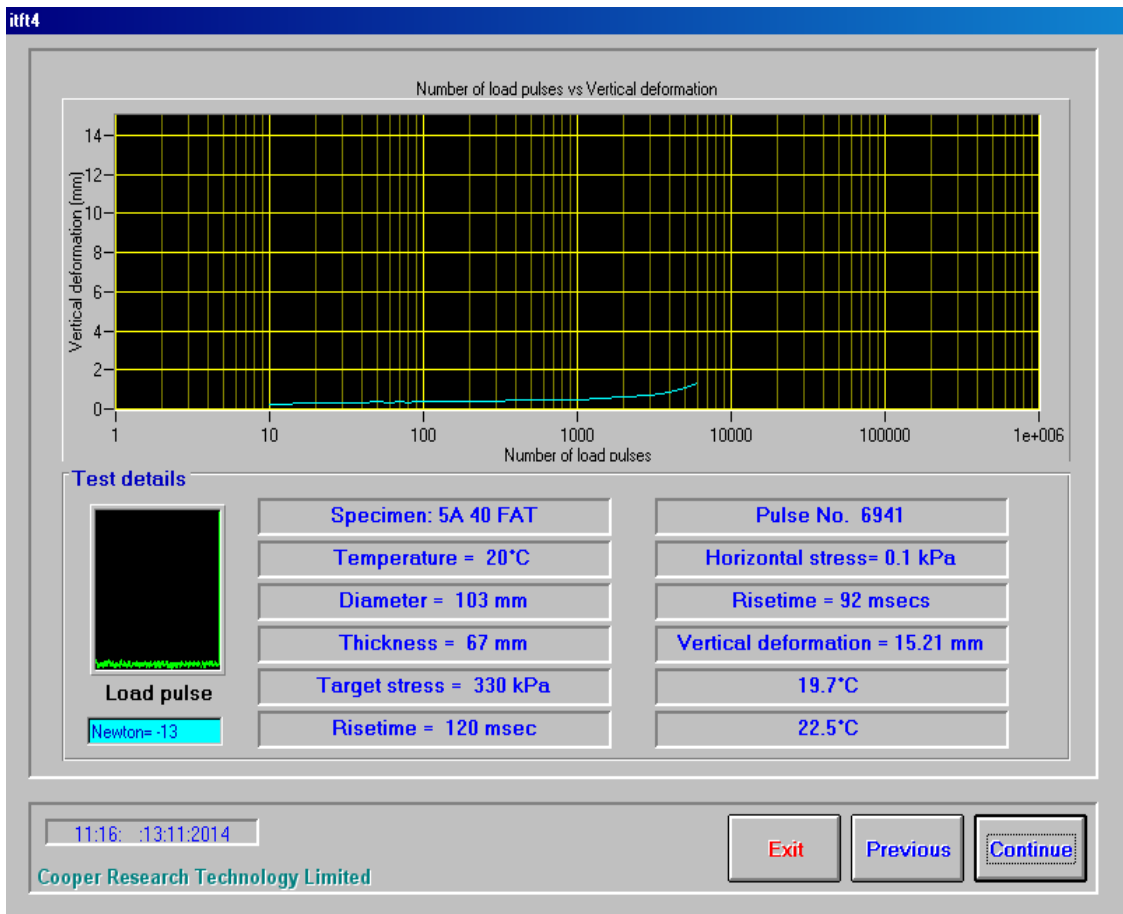 itft4
Number of load pulses vs Vertical deformation
Vertical deformation (mm)
14
12
10
8
6
4
2
0
1 10 100 1000 10000 100000 1e+006
Number of load pulses
Test details
Load pulse
Newton= -13
Specimen: 5A 40 FAT
Temperature = 20°C
Diameter = 103 mm
Thickness = 67 mm
Target stress = 330 kPa
Risetime = 120 msec
Pulse No. 6941
Horizontal stress= 0.1 kPa
Risetime = 92 msecs
Vertical deformation = 15.21 mm
19.7°C
22.5°C
11:16: :13:11:2014
Cooper Research Technology Limited
Exit
Previous
Continue